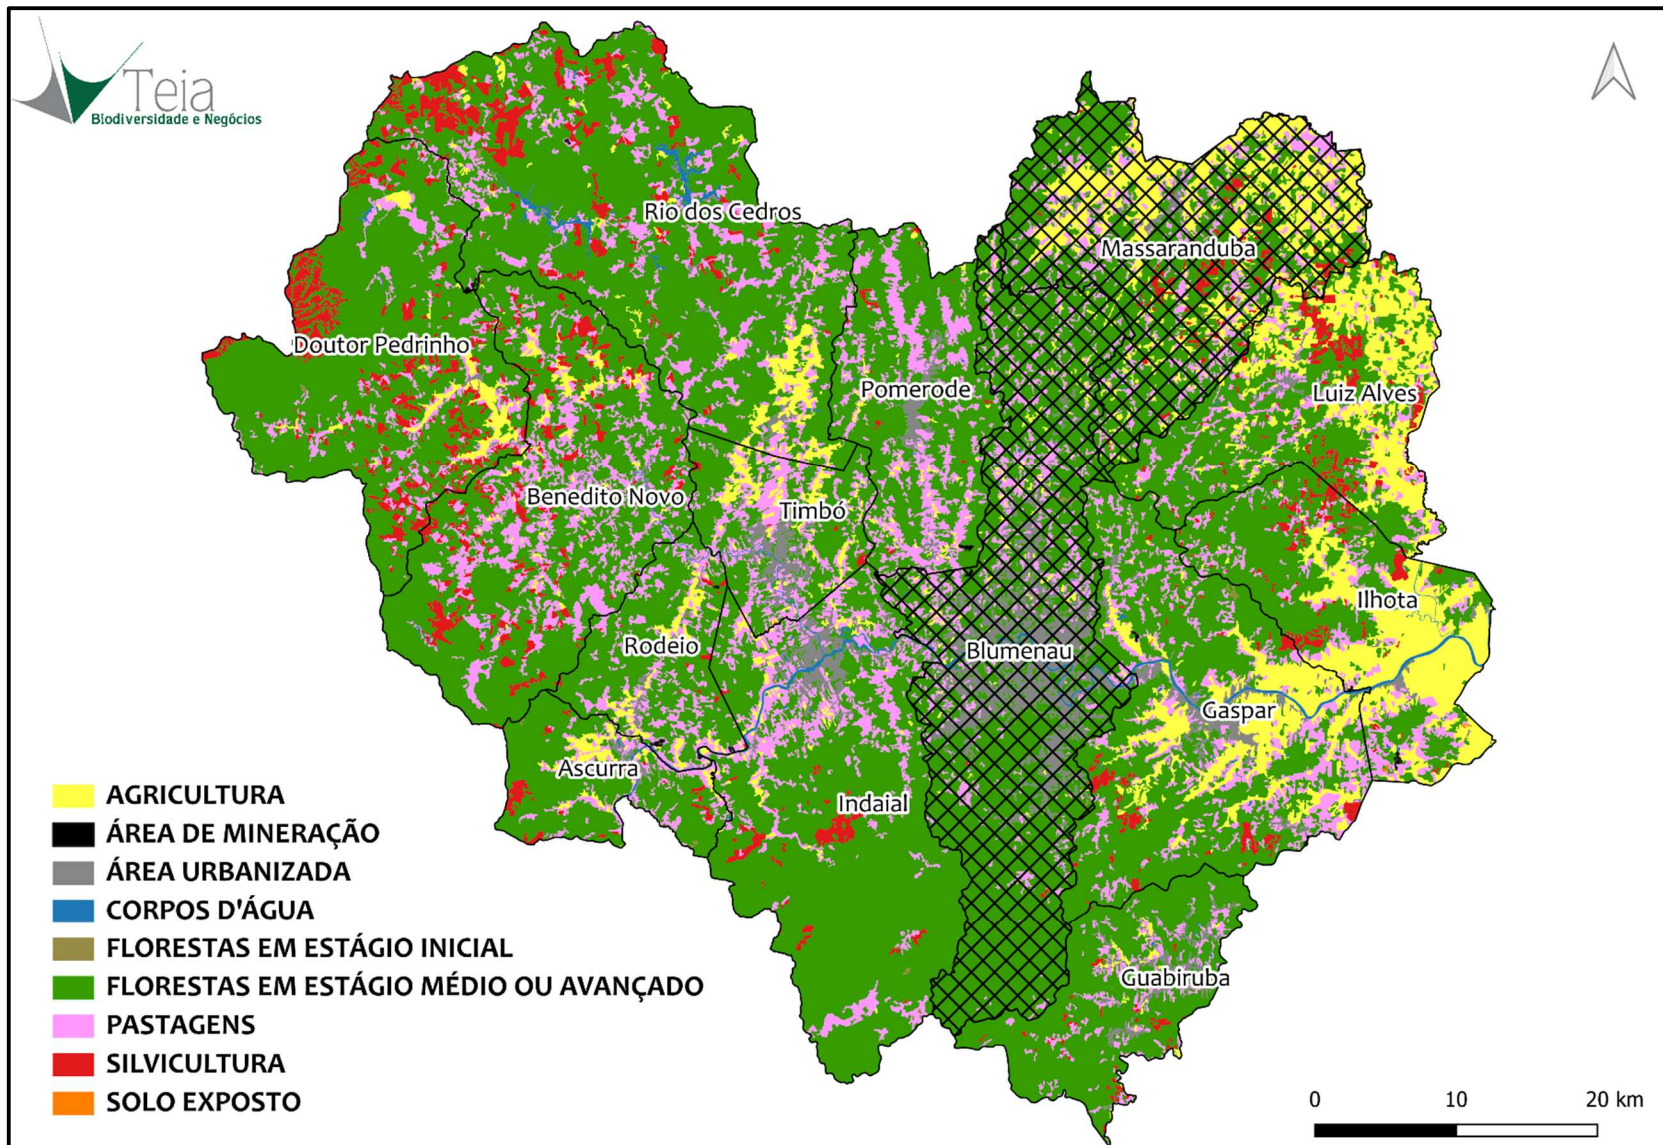 Teia
Biodiversidade e Negócios
Rio dos Cedros
Massaranduba
Doutor Pedrinho
Pomerode
Luiz Alves
Benedito Novo
Timbó
Ilhota
Rodeio
Blumenau
Gaspar
Ascurra
Indaial
Guabiruba
AGRICULTURA
ÁREA DE MINERAÇÃO
ÁREA URBANIZADA
CORPOS D'ÁGUA
FLORESTAS EM ESTÁGIO INICIAL
FLORESTAS EM ESTÁGIO MÉDIO OU AVANÇADO
PASTAGENS
SILVICULTURA
SOLO EXPOSTO
0 10 20 km